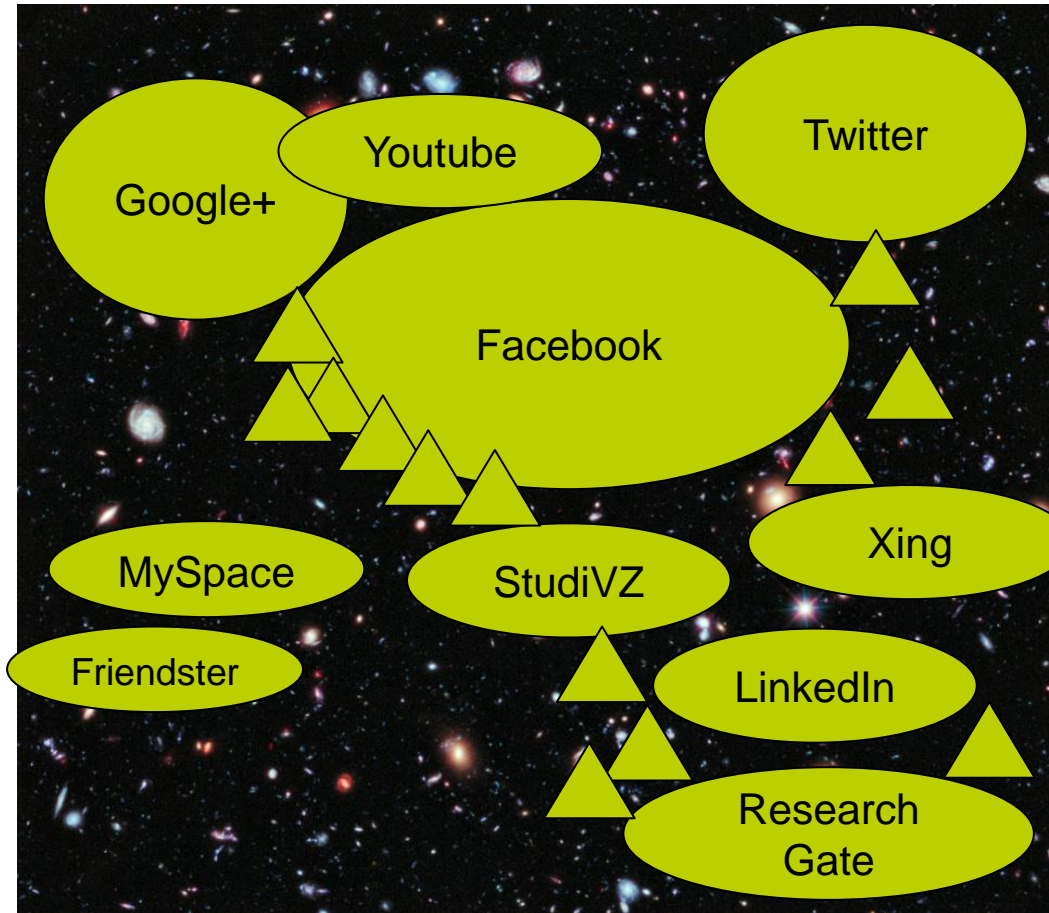 Google+
Youtube
Twitter
Facebook
MySpace
StudiVZ
Xing
Friendster
LinkedIn
Research
Gate